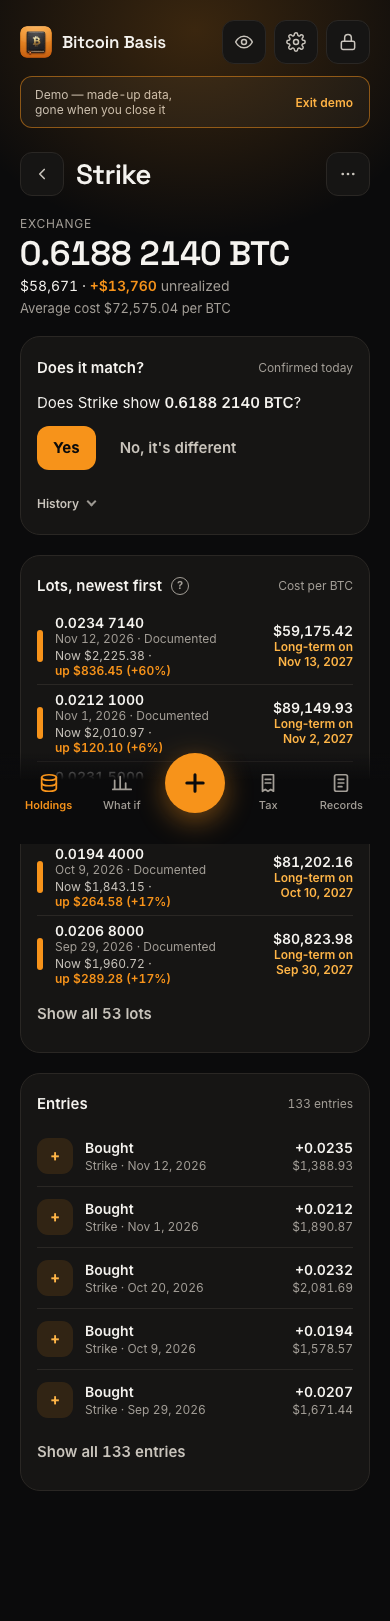 Bitcoin Basis
Demo — made-up data,
gone when you close it
Exit demo
Strike
EXCHANGE
0.6188 2140 BTC
$58,671 · +$13,760 unrealized
Average cost $72,575.04 per BTC
Does it match?
Confirmed today
Does Strike show 0.6188 2140 BTC?
Yes
No, it's different
History
Lots, newest first
?
Cost per BTC
0.0234 7140
$59,175.42
Nov 12, 2026 · Documented
Long-term on
Now $2,225.38 ·
Nov 13, 2027
up $836.45 (+60%)
0.0212 1000
$89,149.93
Nov 1, 2026 · Documented
Long-term on
Now $2,010.97 ·
Nov 2, 2027
up $120.10 (+6%)
0.0231 5000
Holdings
What if
Tax
Records
0.0194 4000
$81,202.16
Oct 9, 2026 · Documented
Long-term on
Now $1,843.15 ·
Oct 10, 2027
up $264.58 (+17%)
0.0206 8000
$80,823.98
Sep 29, 2026 · Documented
Long-term on
Now $1,960.72 ·
Sep 30, 2027
up $289.28 (+17%)
Show all 53 lots
Entries
133 entries
Bought
+0.0235
Strike · Nov 12, 2026
$1,388.93
Bought
+0.0212
Strike · Nov 1, 2026
$1,890.87
Bought
+0.0232
Strike · Oct 20, 2026
$2,081.69
Bought
+0.0194
Strike · Oct 9, 2026
$1,578.57
Bought
+0.0207
Strike · Sep 29, 2026
$1,671.44
Show all 133 entries